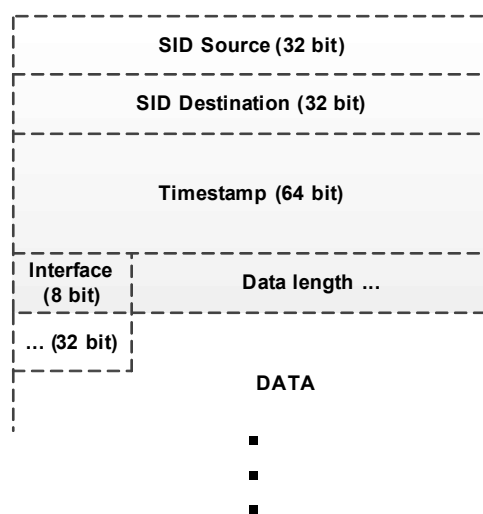 SID Source (32 bit)
SID Destination (32 bit)
Timestamp (64 bit)
Interface
(8 bit)
Data length ...
... (32 bit)
DATA